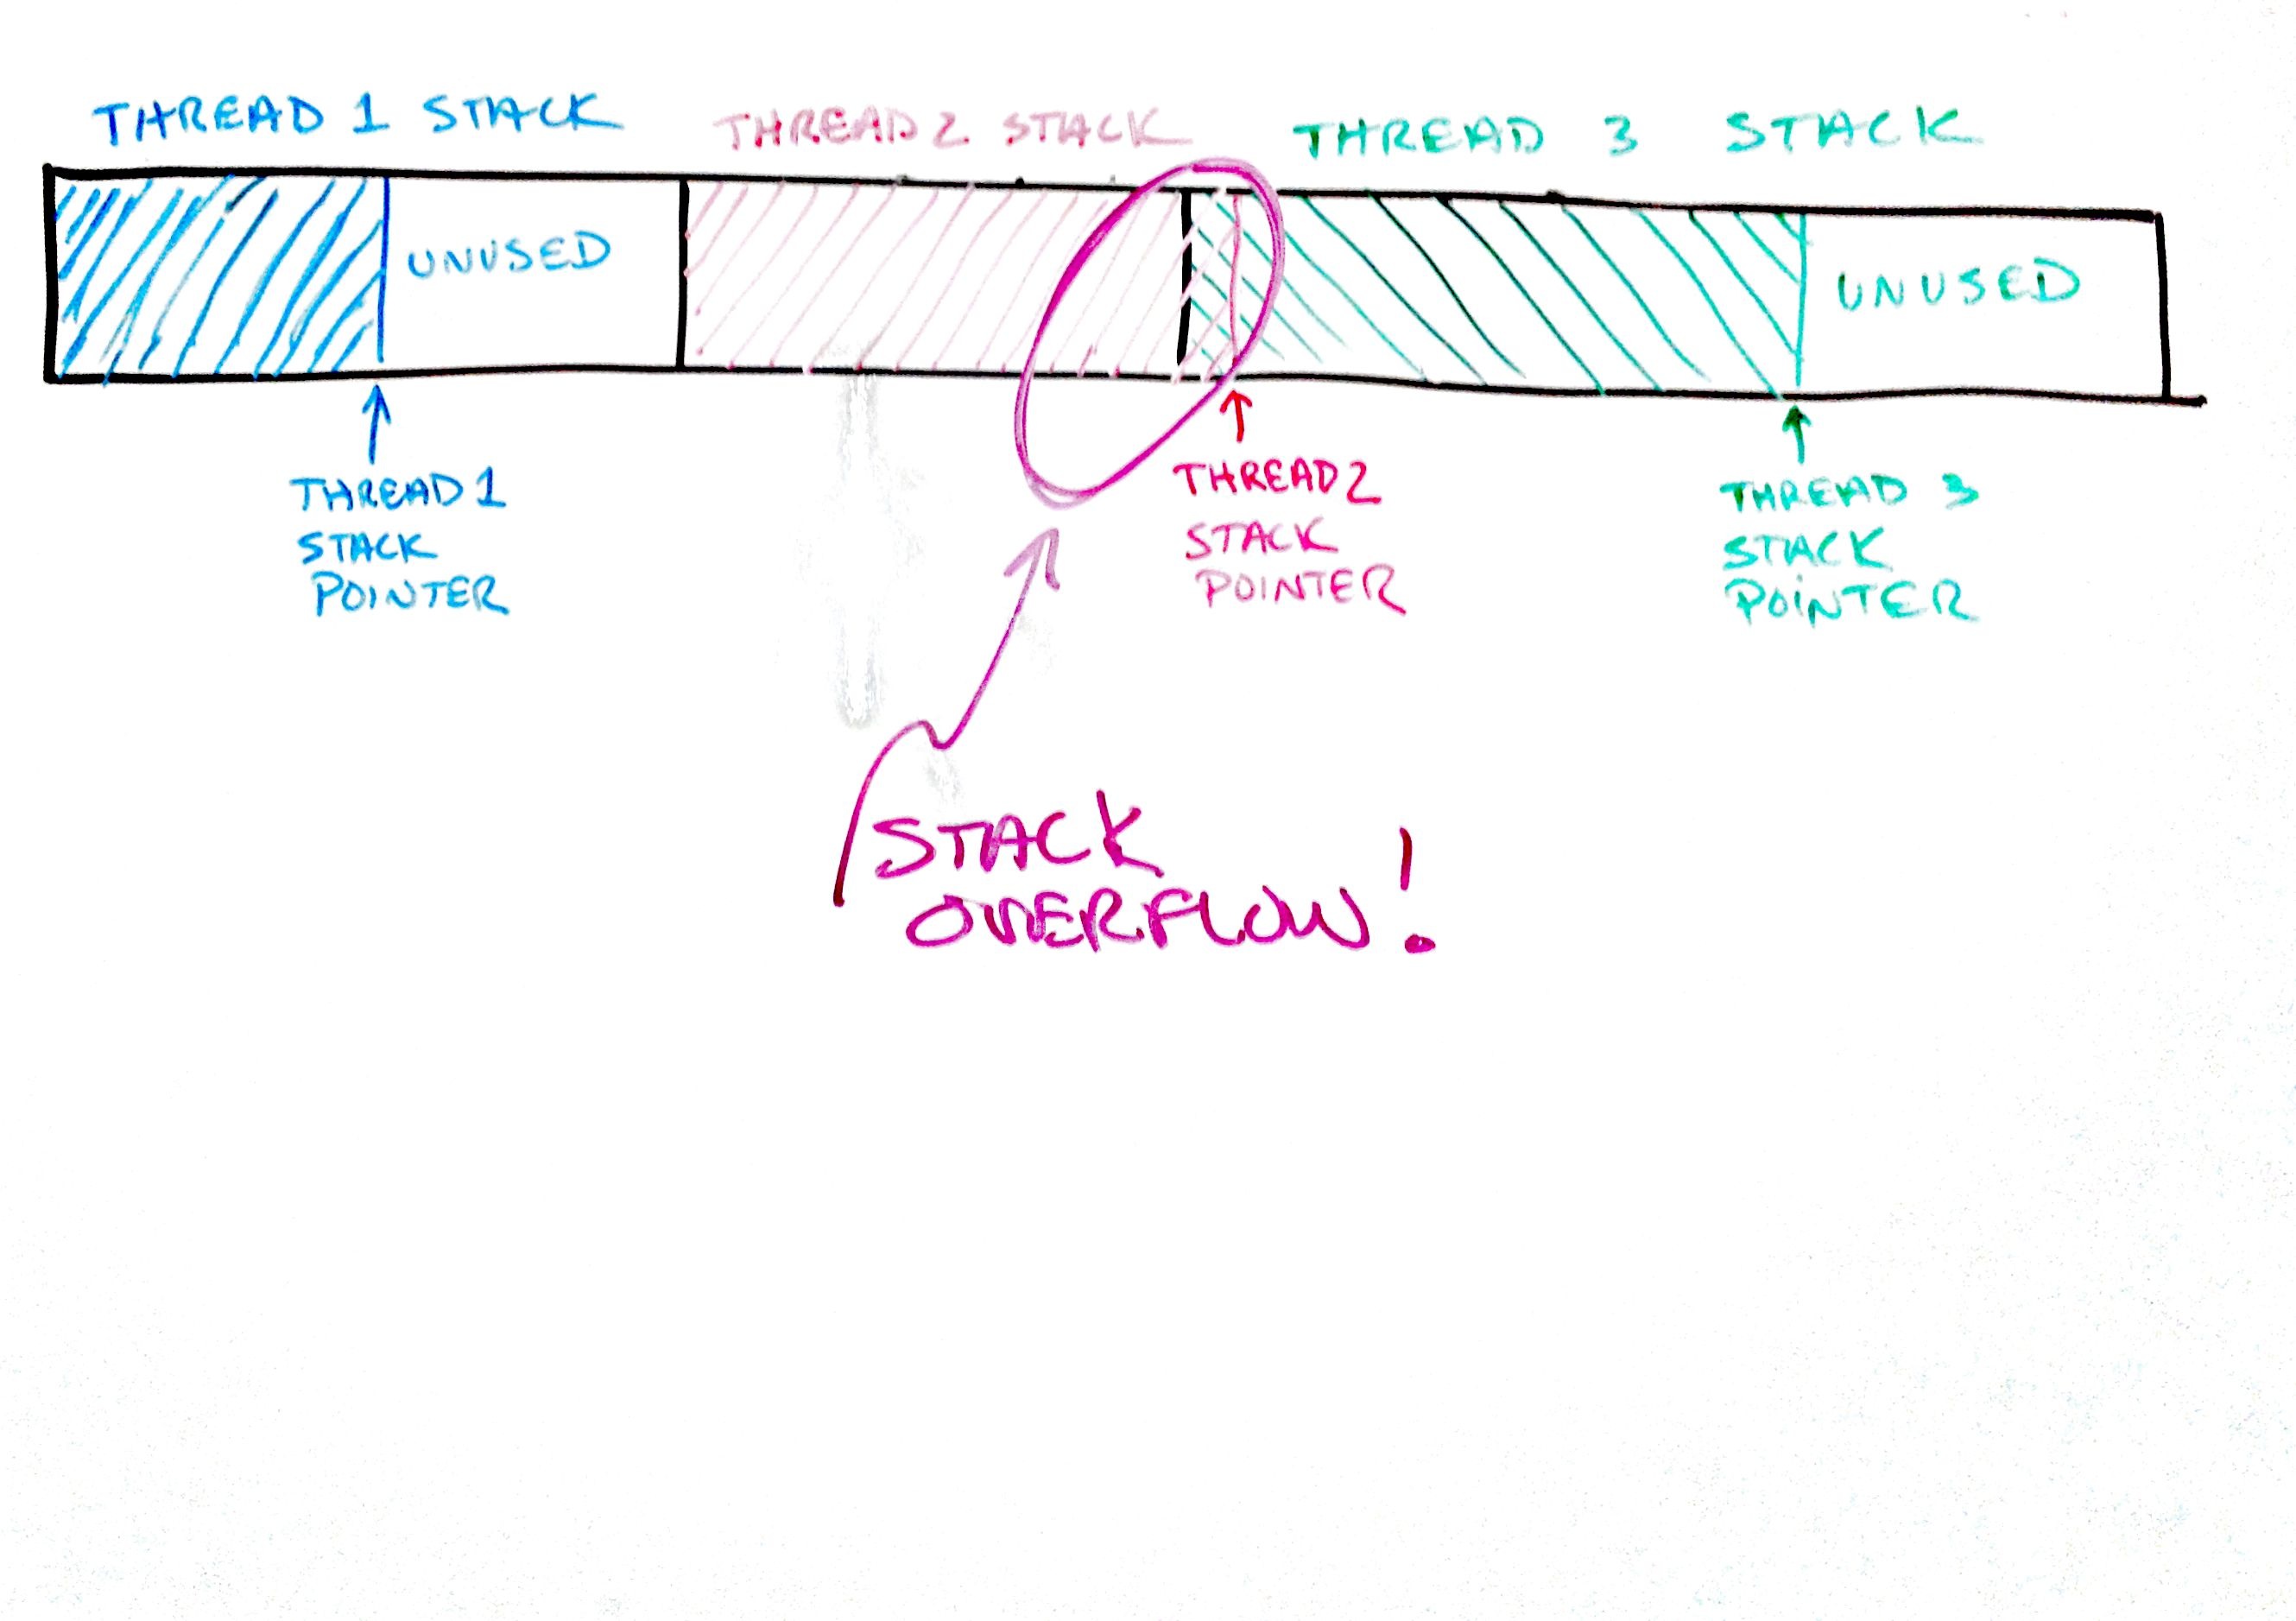 THREAD 1 STACK
THREAD 2 STACK
THREAD 3 STACK
UNUSED
UNUSED
THREAD 1
STACK
POINTER
THREAD 2
STACK
POINTER
THREAD 3
STACK
POINTER
STACK
OVERFLOW!